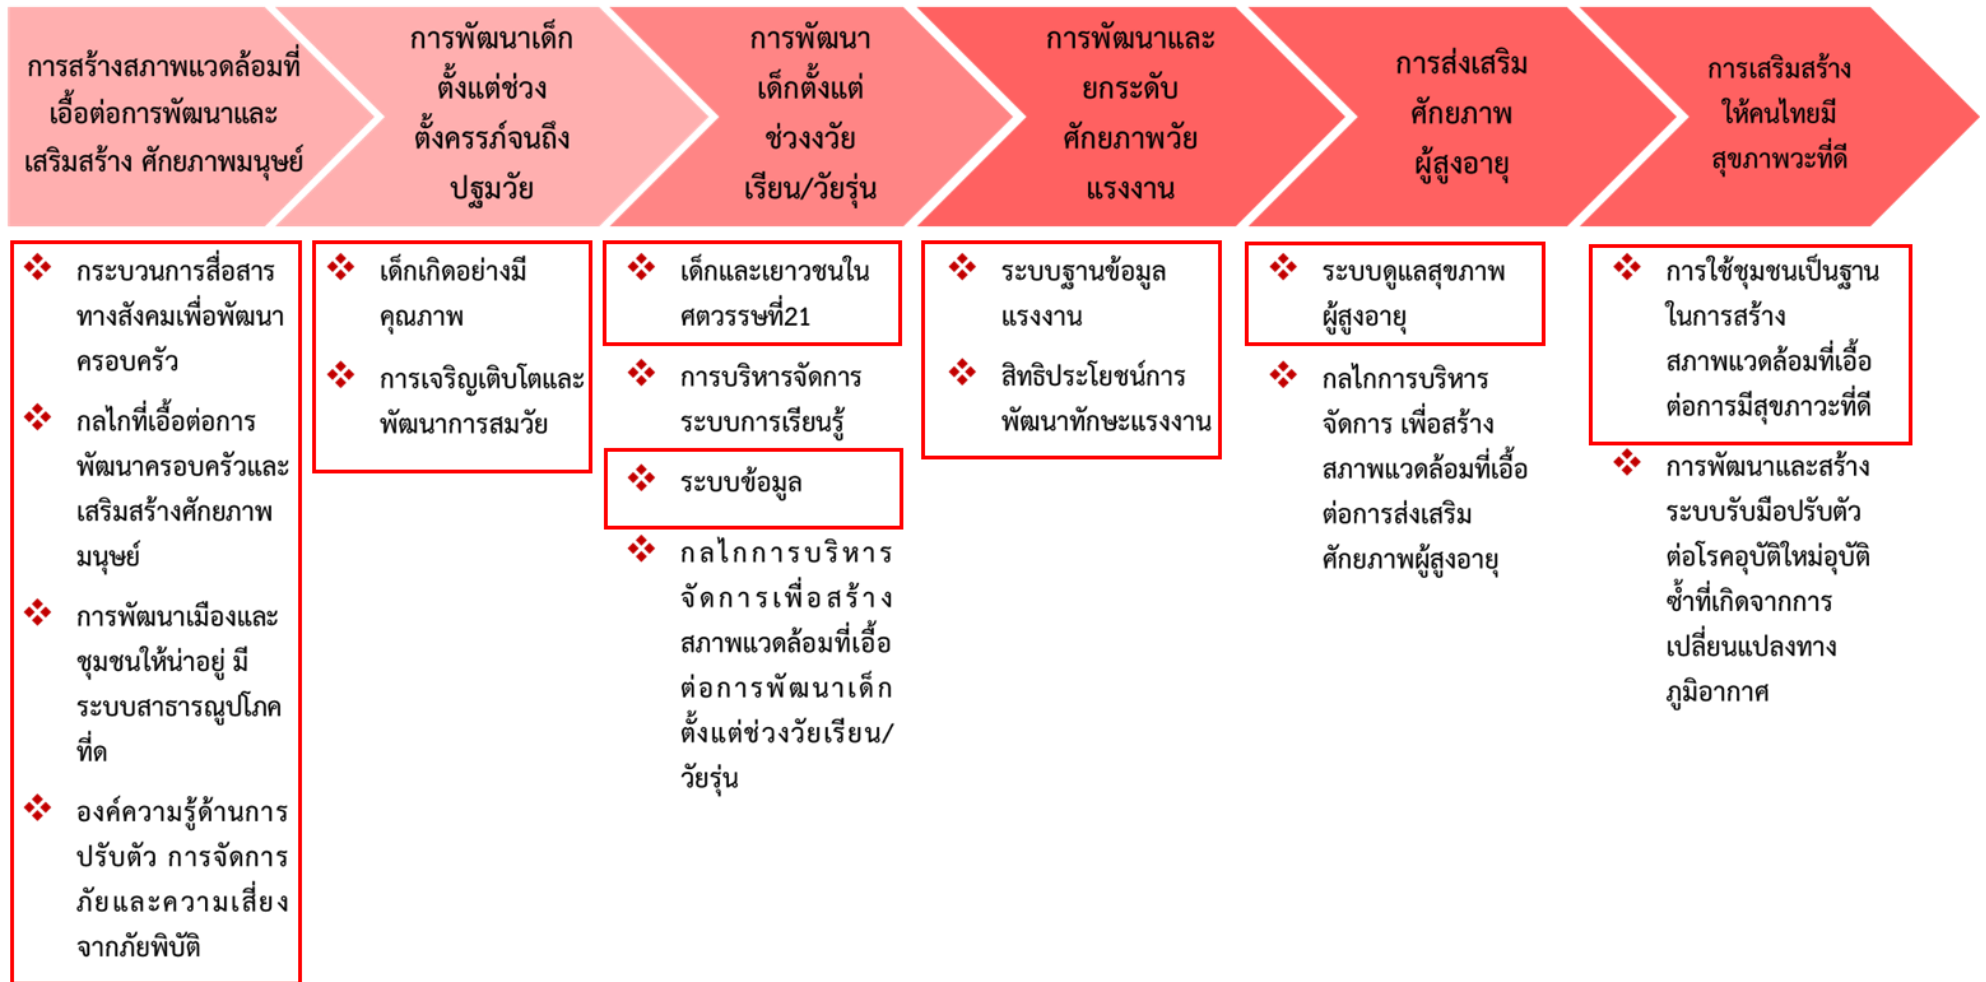 การสร้างสภาพแวดล้อมที่
เอื้อต่อการพัฒนาและ
เสริมสร้าง ศักยภาพมนุษย์
การพัฒนาเด็ก
ตั้งแต่ช่วง
ตั้งครรภ์จนถึง
ปฐมวัย
การพัฒนา
เด็กตั้งแต่
ช่วงงวัย
เรียน/วัยรุ่น
การพัฒนาและ
ยกระดับ
ศักยภาพวัย
แรงงาน
การส่งเสริม
ศักยภาพ
ผู้สูงอายุ
การเสริมสร้าง
ให้คนไทยมี
สุขภาพวะที่ดี
กระบวนการสื่อสาร
ทางสังคมเพื่อพัฒนา
ครอบครัว
กลไกที่เอื้อต่อการ
พัฒนาครอบครัวและ
เสริมสร้างศักยภาพ
มนุษย์
การพัฒนาเมืองและ
ชุมชนให้น่าอยู่ มี
ระบบสาธารณูปโภค
ที่ด
องค์ความรู้ด้านการ
ปรับตัว การจัดการ
ภัยและความเสี่ยง
จากภัยพิบัติ
เด็กเกิดอย่างมี
คุณภาพ
การเจริญเติบโตและ
พัฒนาการสมวัย
เด็กและเยาวชนใน
ศตวรรษที่21
การบริหารจัดการ
ระบบการเรียนรู้
ระบบข้อมูล
กลไกการบริหาร
จัดการเพื่อสร้าง
สภาพแวดล้อมที่เอื้อ
ต่อการพัฒนาเด็ก
ตั้งแต่ช่วงวัยเรียน/
วัยรุ่น
ระบบฐานข้อมูล
แรงงาน
สิทธิประโยชน์การ
พัฒนาทักษะแรงงาน
ระบบดูแลสุขภาพ
ผู้สูงอายุ
กลไกการบริหาร
จัดการ เพื่อสร้าง
สภาพแวดล้อมที่เอื้อ
ต่อการส่งเสริม
ศักยภาพผู้สูงอายุ
การใช้ชุมชนเป็นฐาน
ในการสร้าง
สภาพแวดล้อมที่เอื้อ
ต่อการมีสุขภาวะที่ดี
การพัฒนาและสร้าง
ระบบรับมือปรับตัว
ต่อโรคอุบัติใหม่อุบัติ
ซ้ำที่เกิดจากการ
เปลี่ยนแปลงทาง
ภูมิอากาศ